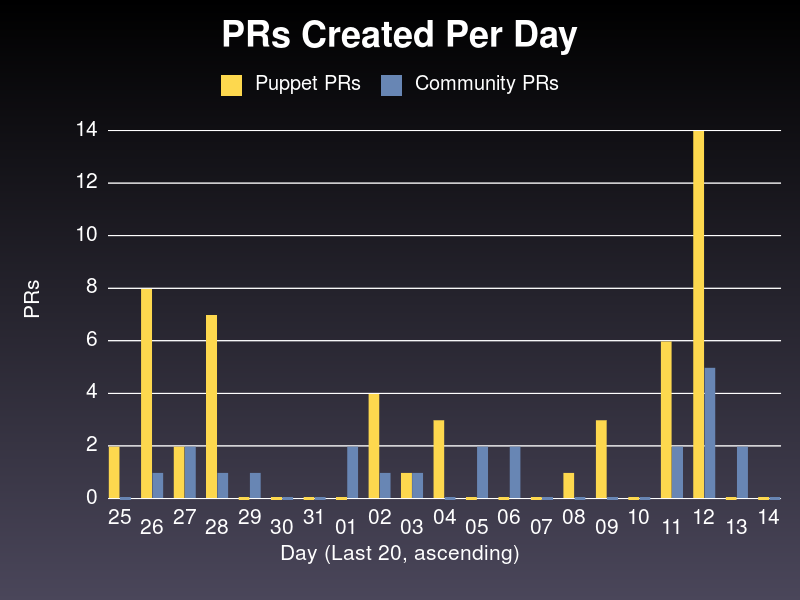 PRs Created Per Day
Puppet PRs Community PRs
14
12
10
8
6
4
2
0
PRs
25 26 27 28 29 30 31 01 02 03 04 05 06 07 08 09 10 11 12 13 14
Day (Last 20, ascending)